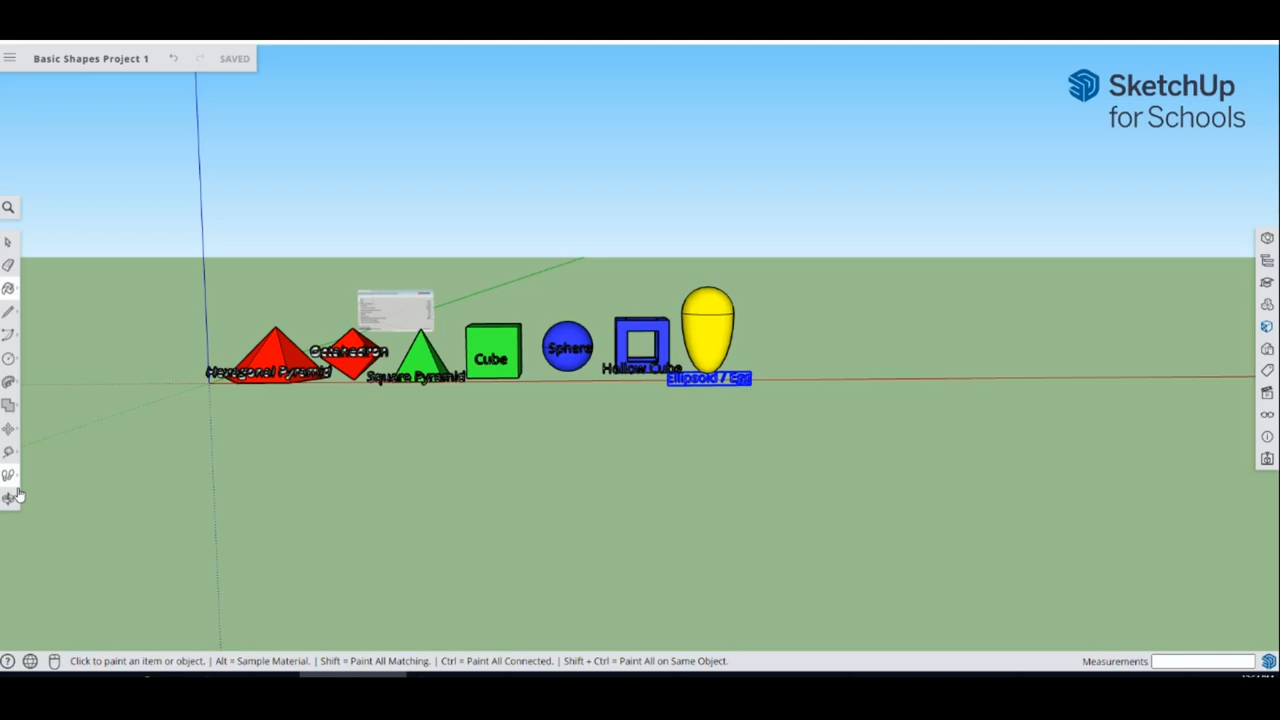 Basic Shapes Project 1
SAVED
SketchUp
for Schools
Octahedron
Hexagonal Pyramid
Square Pyramid
Cube
Sphere
Hollow Cube
Ellipsoid / Egg
Click to paint an item or object. | Alt = Sample Material. | Shift = Paint All Matching. | Ctrl = Paint All Connected. | Shift + Ctrl = Paint All on Same Object.
Measurements